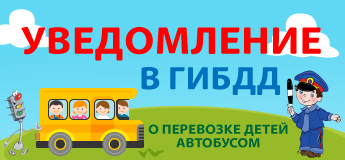 УВЕДОМЛЕНИЕ
В ГИБДД
О ПЕРЕВОЗКЕ ДЕТЕЙ
АВТОБУСОМ